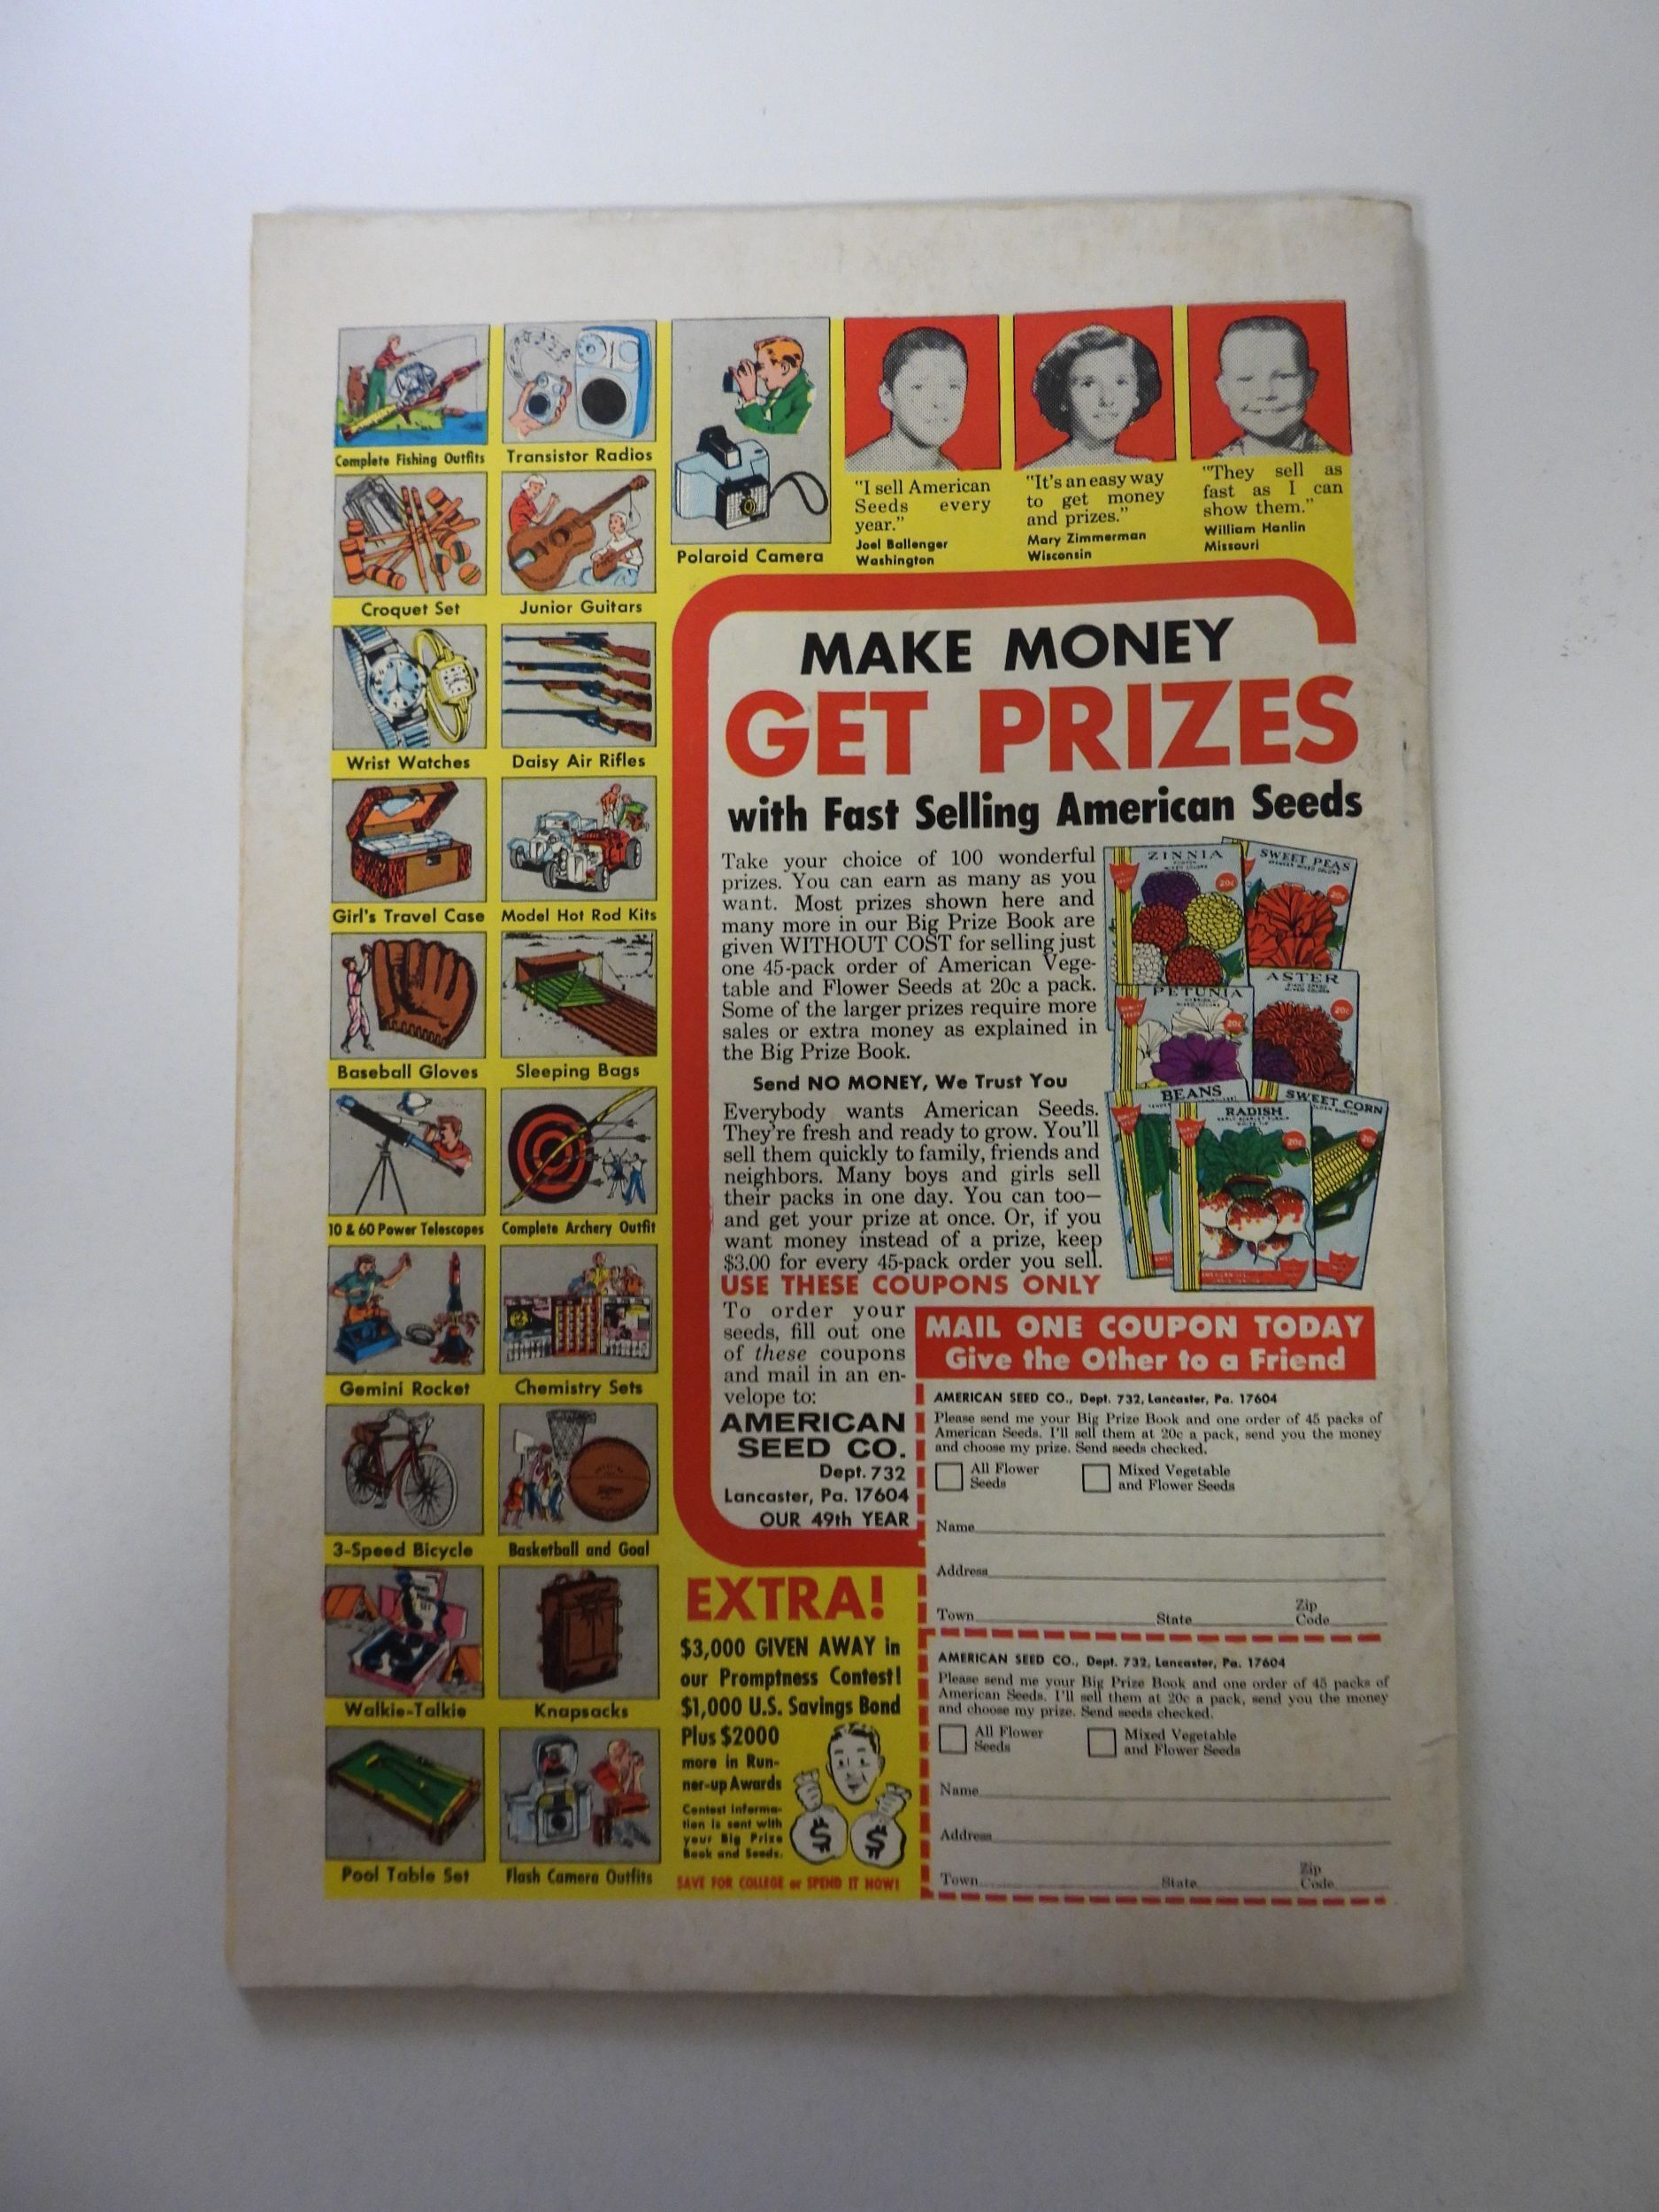 Complete Fishing Outfits
Transistor Radios
Croquet Set
Junior Guitars
Wrist Watches
Daisy Air Rifles
Girl's Travel Case
Model Hot Rod Kits
Baseball Gloves
Sleeping Bags
10 & 60 Power Telescopes
Complete Archery Outfit
Gemini Rocket
Chemistry Sets
3-Speed Bicycle
Basketball and Goal
Walkie-Talkie
Knapsacks
Pool Table Set
Flash Camera Outfits
Polaroid Camera
"I sell American
Seeds every
year."
Joel Ballenger
Washington
"It's an easy way
to get money
and prizes."
Mary Zimmerman
Wisconsin
"They sell as
fast as I can
show them."
William Hanlin
Missouri
MAKE MONEY
GET PRIZES
with Fast Selling American Seeds
Take your choice of 100 wonderful
prizes. You can earn as many as you
want. Most prizes shown here and
many more in our Big Prize Book are
given WITHOUT COST for selling just
one 45-pack order of American Vege-
table and Flower Seeds at 20c a pack.
Some of the larger prizes require more
sales or extra money as explained in
the Big Prize Book.
Send NO MONEY, We Trust You
Everybody wants American Seeds.
They're fresh and ready to grow. You'll
sell them quickly to family, friends and
neighbors. Many boys and girls sell
their packs in one day. You can too—
and get your prize at once. Or, if you
want money instead of a prize, keep
$3.00 for every 45-pack order you sell.
USE THESE COUPONS ONLY
To order your
seeds, fill out one
of these coupons
and mail in an en-
velope to:
AMERICAN
SEED CO.
Dept. 732
Lancaster, Pa. 17604
OUR 49th YEAR
ZINNIA
20c
SWEET PEAS
20c
PETUNIA
20c
ASTER
20c
BEANS
RADISH
20c
SWEET CORN
20c
MAIL ONE COUPON TODAY
Give the Other to a Friend
AMERICAN SEED CO., Dept. 732, Lancaster, Pa. 17604
Please send me your Big Prize Book and one order of 45 packs of
American Seeds. I'll sell them at 20c a pack, send you the money
and choose my prize. Send seeds checked.
All Flower
Seeds
Mixed Vegetable
and Flower Seeds
Name
Address
Town State Zip
Code
AMERICAN SEED CO., Dept. 732, Lancaster, Pa. 17604
Please send me your Big Prize Book and one order of 45 packs of
American Seeds. I'll sell them at 20c a pack, send you the money
and choose my prize. Send seeds checked.
All Flower
Seeds
Mixed Vegetable
and Flower Seeds
Name
Address
Town State Zip
Code
EXTRA!
$3,000 GIVEN AWAY in
our Promptness Contest!
$1,000 U.S. Savings Bond
Plus $2000
more in Run-
ner-up Awards
Contest informa-
tion is sent with
your Big Prize
Book and Seeds.
$ $
SAVE FOR COLLEGE or SPEND IT NOW!